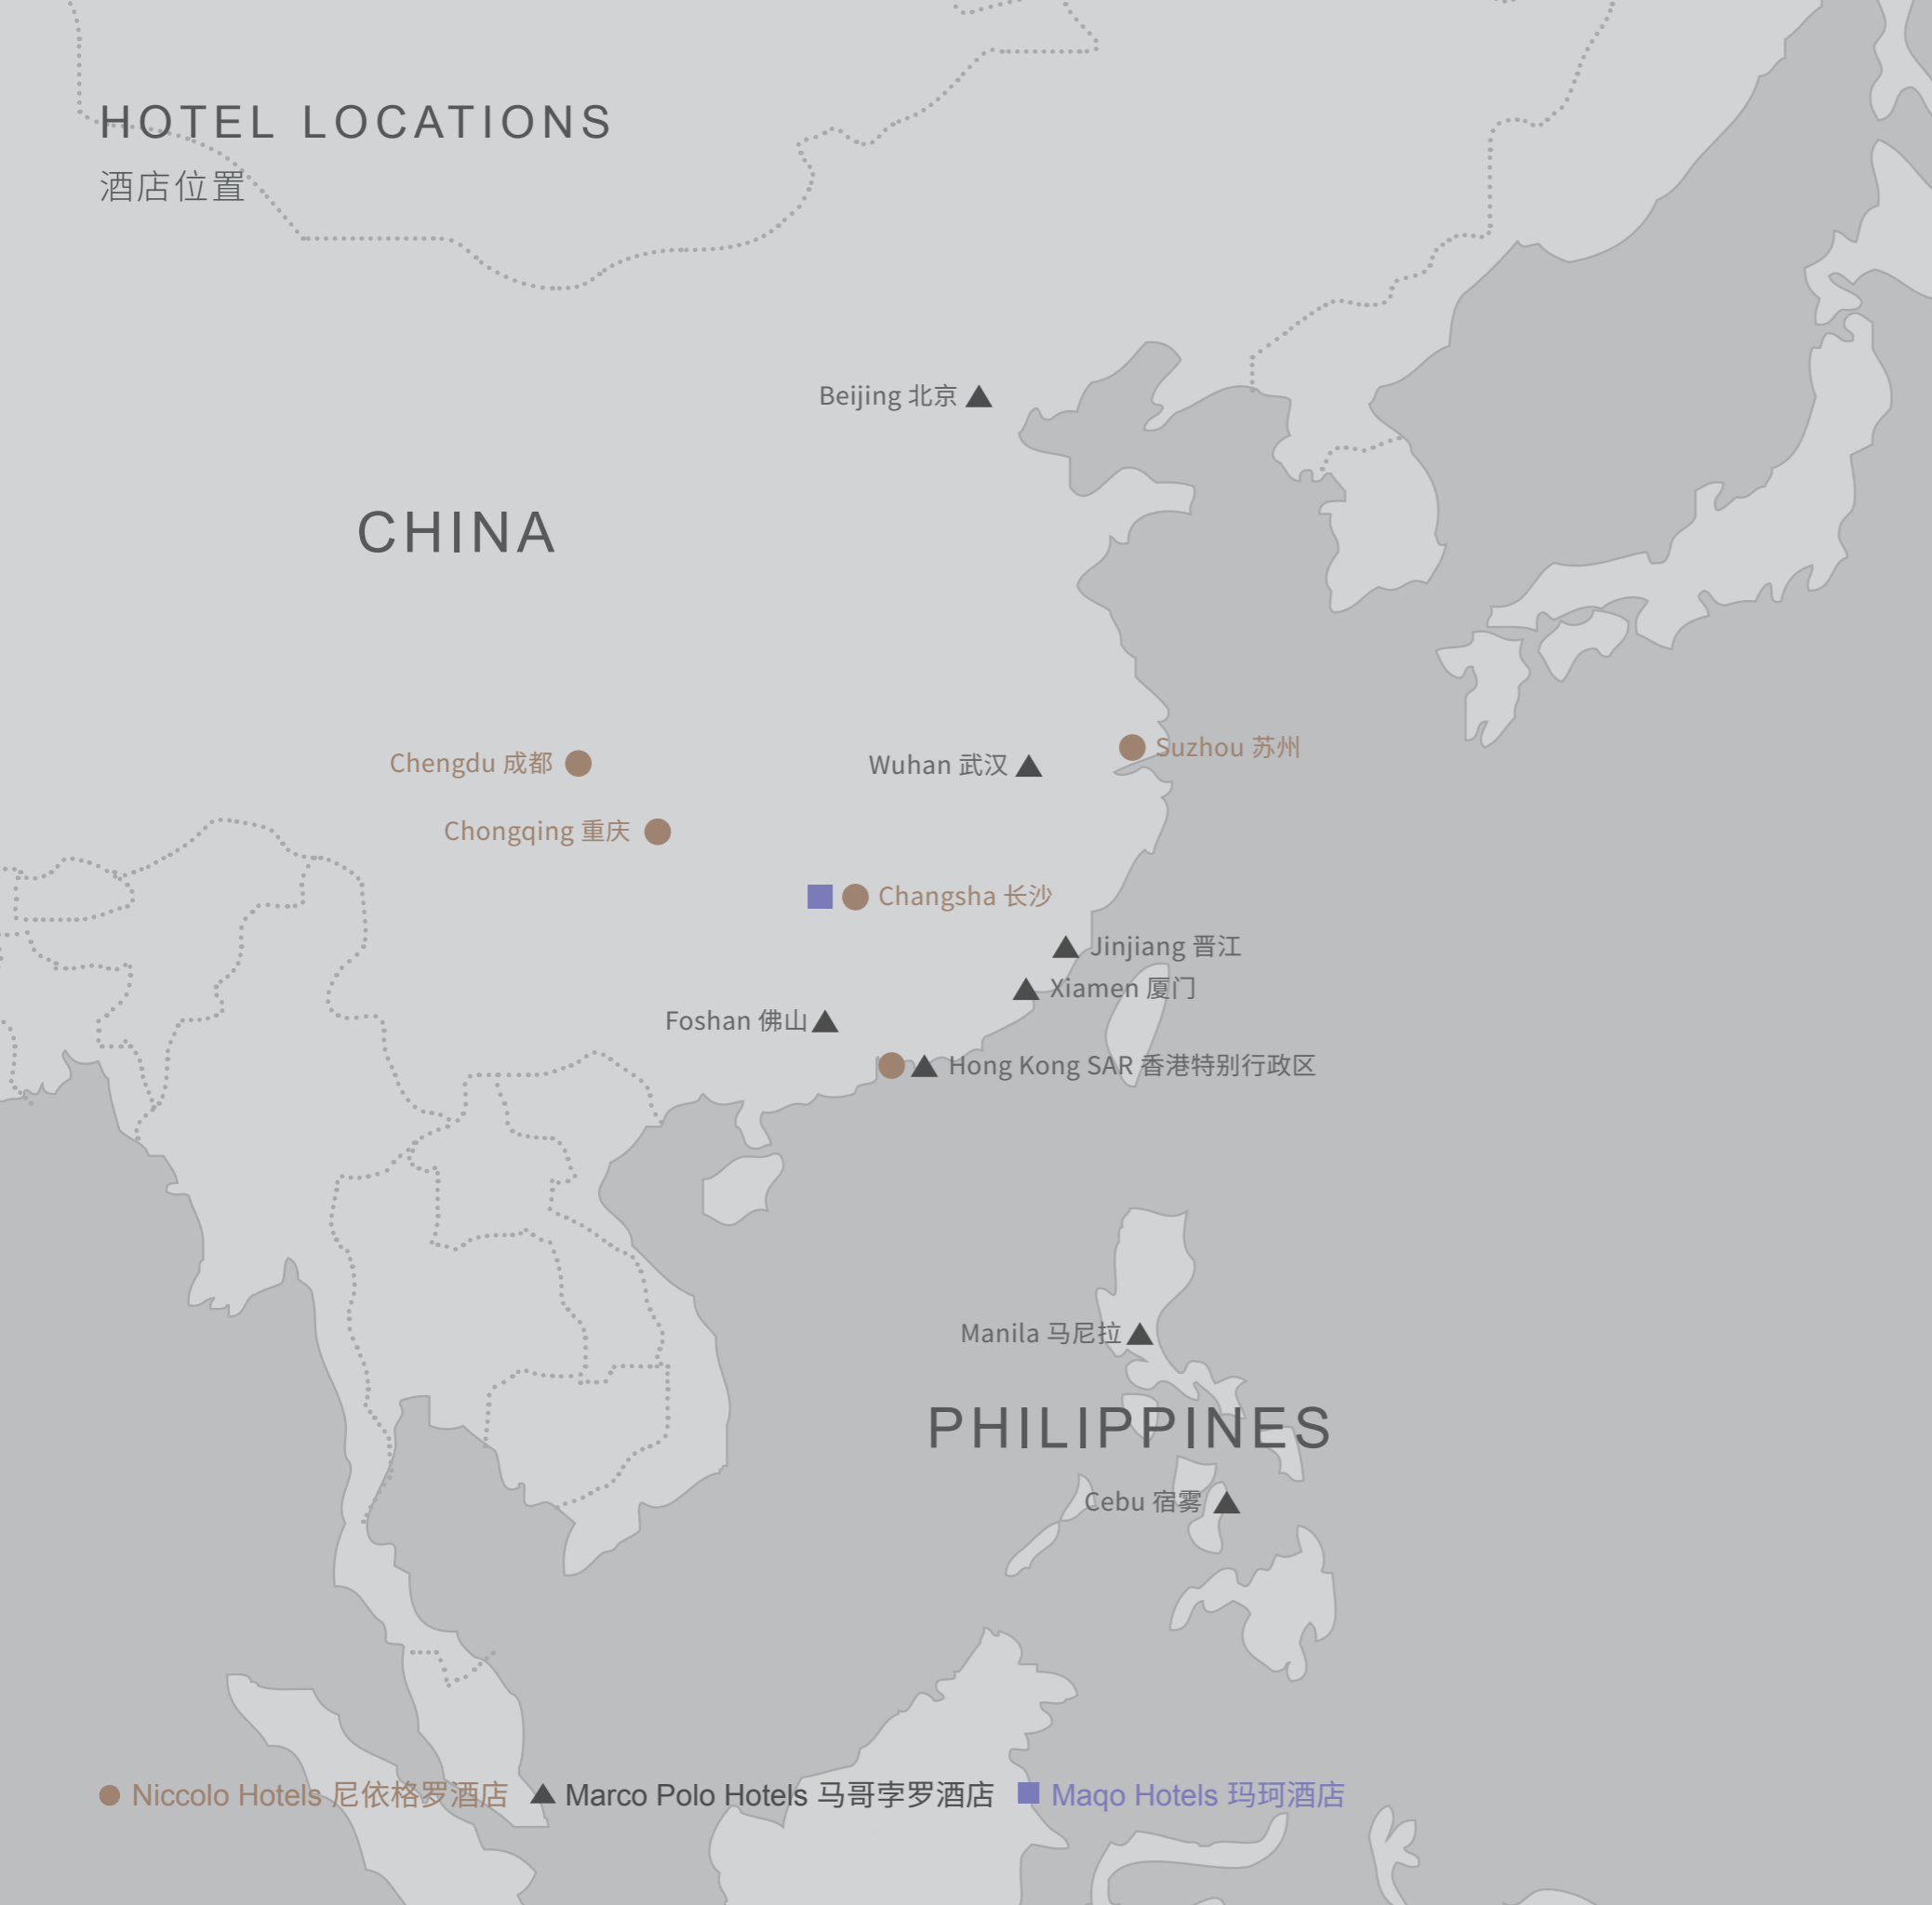 HOTEL LOCATIONS
酒店位置
Beijing 北京
CHINA
Suzhou 苏州
Chengdu 成都
Wuhan 武汉
Chongqing 重庆
Changsha 长沙
Jinjiang 晋江
Xiamen 厦门
Foshan 佛山
Hong Kong SAR 香港特别行政区
Manila 马尼拉
PHILIPPINES
Cebu 宿雾
Niccolo Hotels 尼依格罗酒店 Marco Polo Hotels 马哥孛罗酒店 Maqo Hotels 玛珂酒店